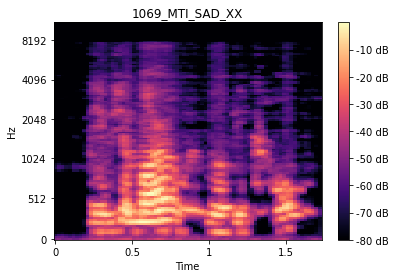 1069_MTI_SAD_XX
8192
4096
2048
1024
512
0
Hz
0
0.5
1
1.5
Time
-10 dB
-20 dB
-30 dB
-40 dB
-50 dB
-60 dB
-70 dB
-80 dB